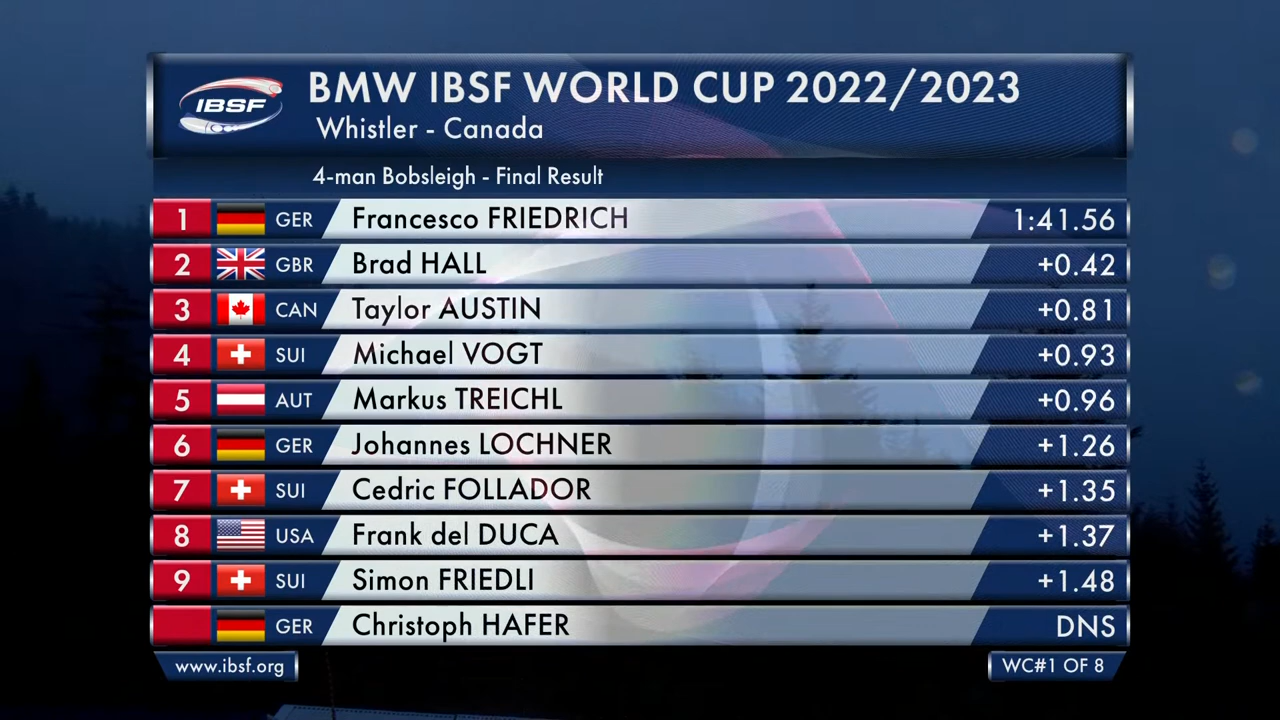 IBSF
BMW IBSF WORLD CUP 2022/2023
Whistler - Canada
4-man Bobsleigh - Final Result
1 GER Francesco FRIEDRICH 1:41.56
2 GBR Brad HALL +0.42
3 CAN Taylor AUSTIN +0.81
4 SUI Michael VOGT +0.93
5 AUT Markus TREICHL +0.96
6 GER Johannes LOCHNER +1.26
7 SUI Cedric FOLLADOR +1.35
8 USA Frank del DUCA +1.37
9 SUI Simon FRIEDLI +1.48
GER Christoph HAFER DNS
www.ibsf.org WC#1 OF 8